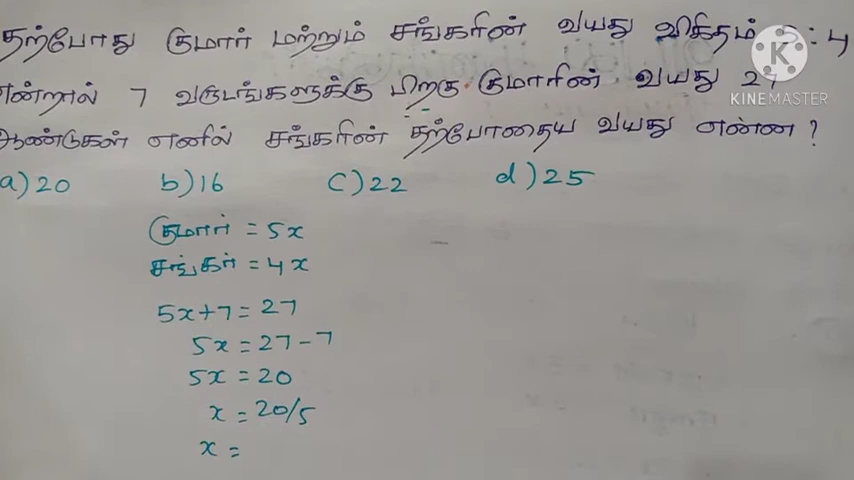 தற்போது குமார் மற்றும் சங்கரின் வயது விகிதம் 5:4
என்றால் 7 வருடங்களுக்கு பிறகு குமாரின் வயது 27
KINEMASTER
ஆண்டுகள் எனில் சங்கரின் தற்போதைய வயது என்ன?
a) 20 b) 16 c) 22 d) 25
குமார் = 5x
சங்கர் = 4x
5x+7 = 27
5x = 27-7
5x = 20
x = 20/5
x =